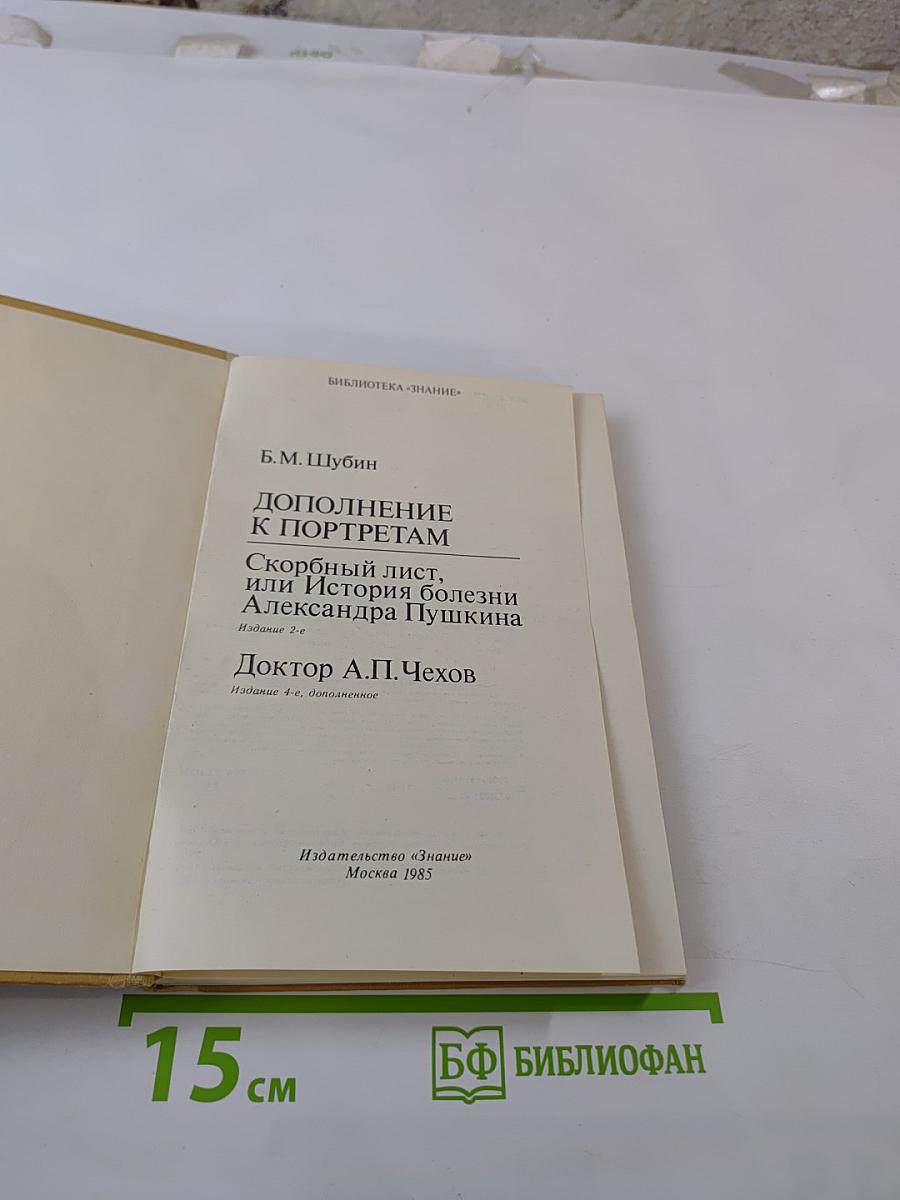 БИБЛИОТЕКА «ЗНАНИЕ»
Б.М.Шубин
ДОПОЛНЕНИЕ
К ПОРТРЕТАМ
Скорбный лист,
или История болезни
Александра Пушкина
Издание 2-е
Доктор А.П.Чехов
Издание 4-е, дополненное
Издательство «Знание»
Москва 1985
15 см
БФ БИБЛИОФАН